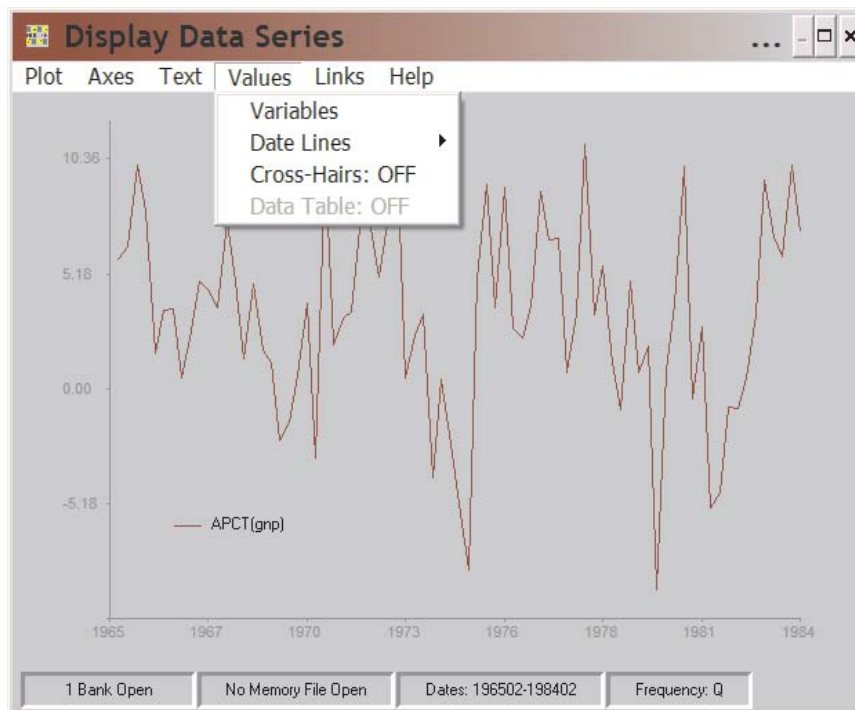 Display Data Series ...
Plot Axes Text Values Links Help
Variables
Date Lines
Cross-Hairs: OFF
Data Table: OFF
10.36
5.18
0.00
-5.18
APCT(gnp)
1965 1967 1970 1973 1976 1978 1981 1984
1 Bank Open No Memory File Open Dates: 196502-198402 Frequency: Q